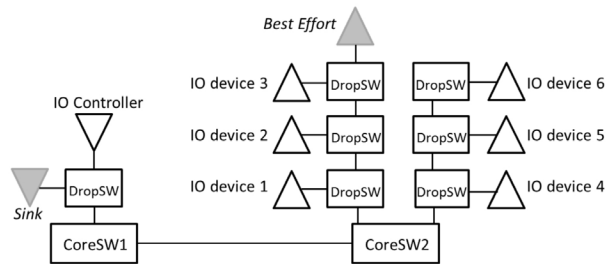 Best Effort
IO device 3
DropSW
DropSW
IO device 6
IO Controller
IO device 2
DropSW
DropSW
IO device 5
DropSW
Sink
IO device 1
DropSW
DropSW
IO device 4
CoreSW1
CoreSW2